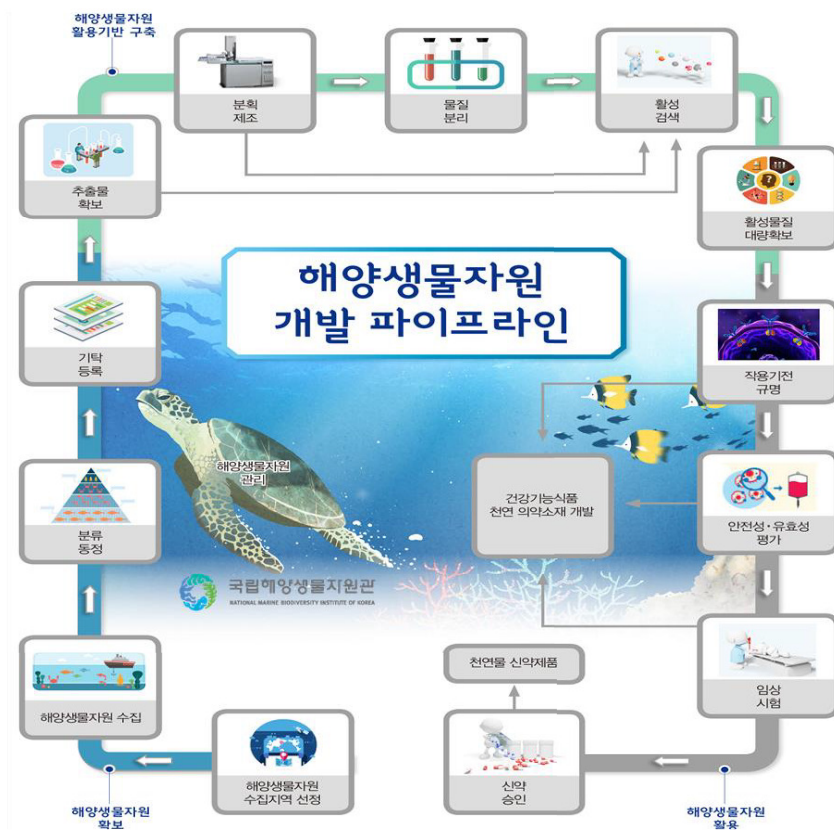 해양생물자원
활용기반 구축
분획
제조
물질
분리
활성
검색
추출물
확보
활성물질
대량확보
해양생물자원
개발 파이프라인
기탁
등록
작용기전
규명
해양생물자원
관리
건강기능식품
천연 의약소재 개발
분류
동정
안전성·유효성
평가
국립해양생물자원관
NATIONAL MARINE BIODIVERSITY INSTITUTE OF KOREA
천연물 신약제품
임상
시험
해양생물자원 수집
해양생물자원
수집지역 선정
신약
승인
해양생물자원
확보
해양생물자원
활용